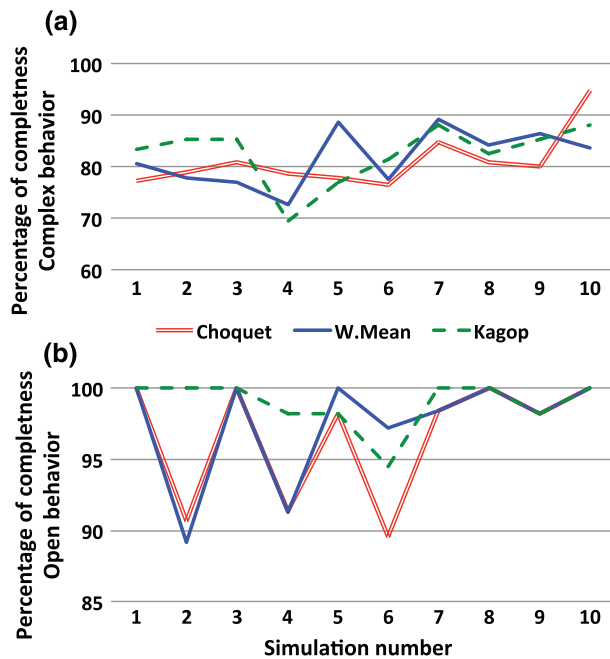 (a)
Percentage of completness
Complex behavior
100
90
80
70
60
1 2 3 4 5 6 7 8 9 10
Choquet W.Mean Kagop
(b)
Percentage of completness
Open behavior
100
95
90
85
1 2 3 4 5 6 7 8 9 10
Simulation number